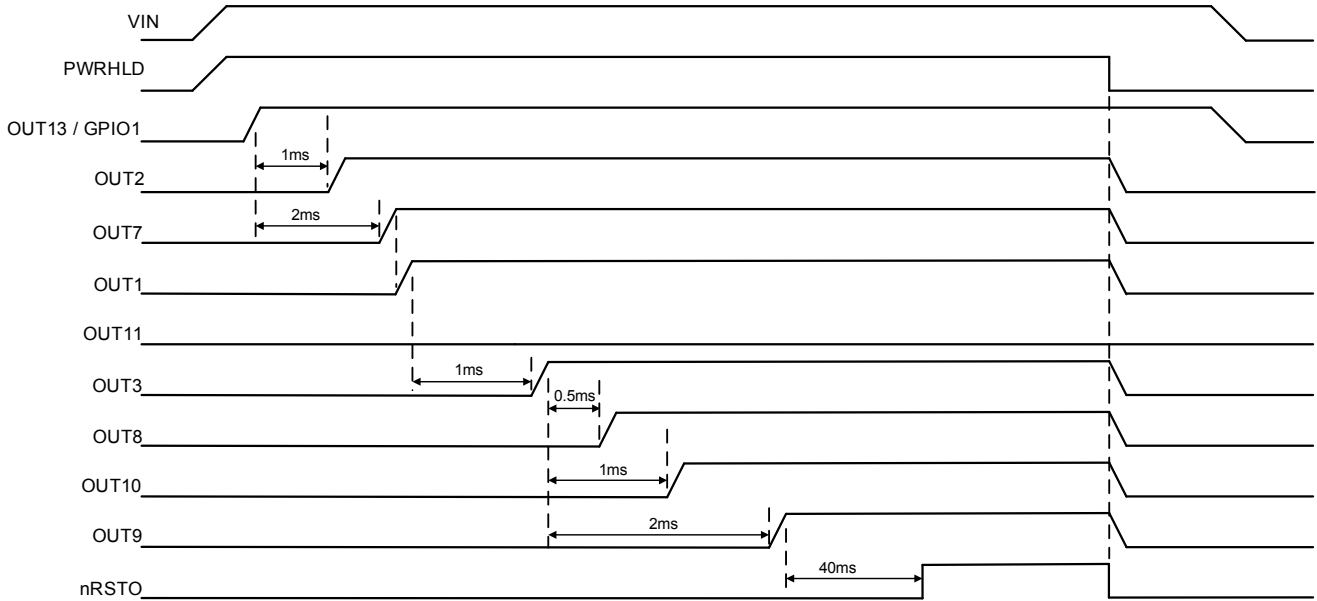 VIN
PWRHLD
OUT13 / GPIO1
1ms
OUT2
2ms
OUT7
OUT1
OUT11
1ms
OUT3
0.5ms
OUT8
1ms
OUT10
2ms
OUT9
40ms
nRSTO